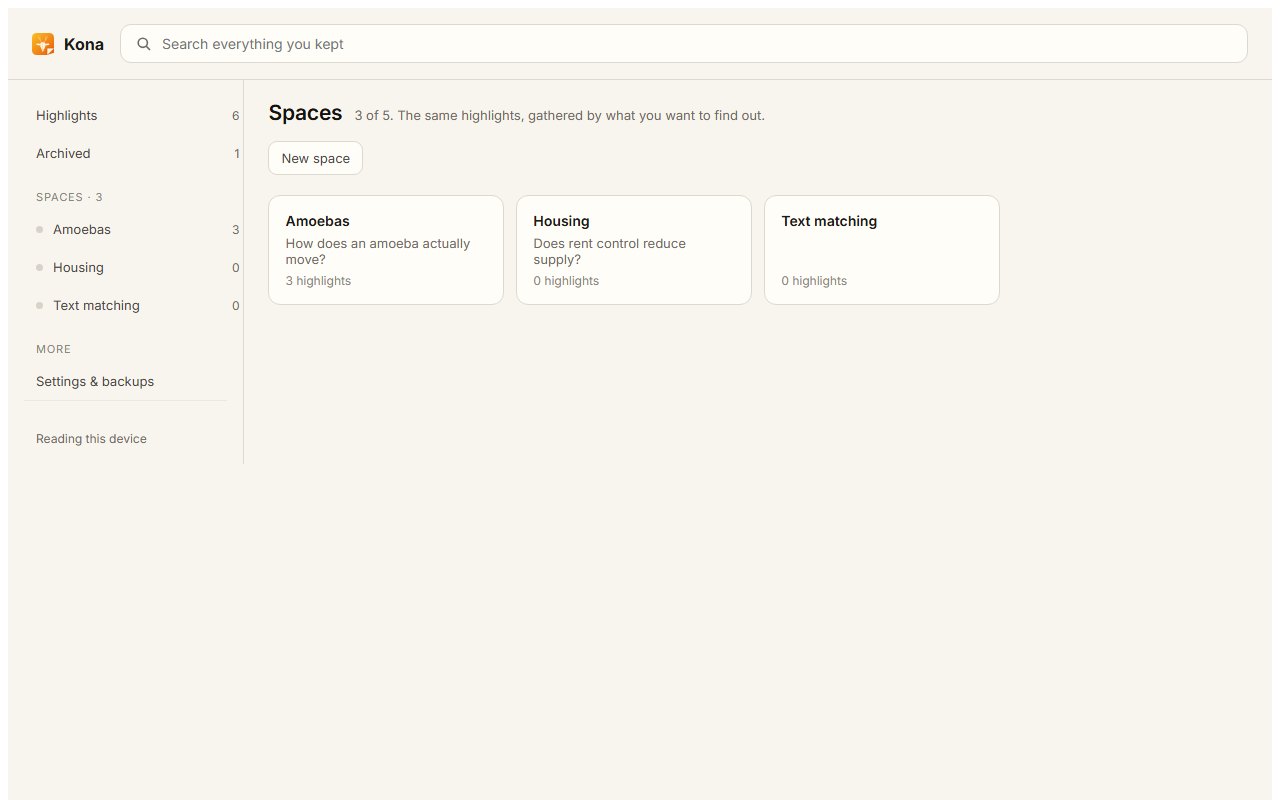 Kona
Search everything you kept
Highlights 6
Archived 1
SPACES · 3
Amoebas 3
Housing 0
Text matching 0
MORE
Settings & backups
Reading this device
Spaces 3 of 5. The same highlights, gathered by what you want to find out.
New space
Amoebas
How does an amoeba actually
move?
3 highlights
Housing
Does rent control reduce
supply?
0 highlights
Text matching
0 highlights